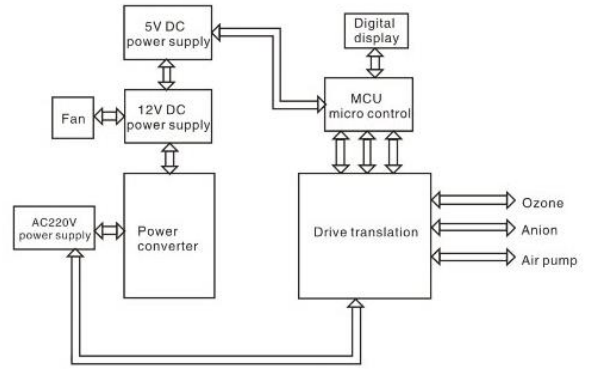 5V DC
power supply
Digital
display
Fan
12V DC
power supply
MCU
micro control
AC220V
power supply
Power
converter
Drive translation
Ozone
Anion
Air pump